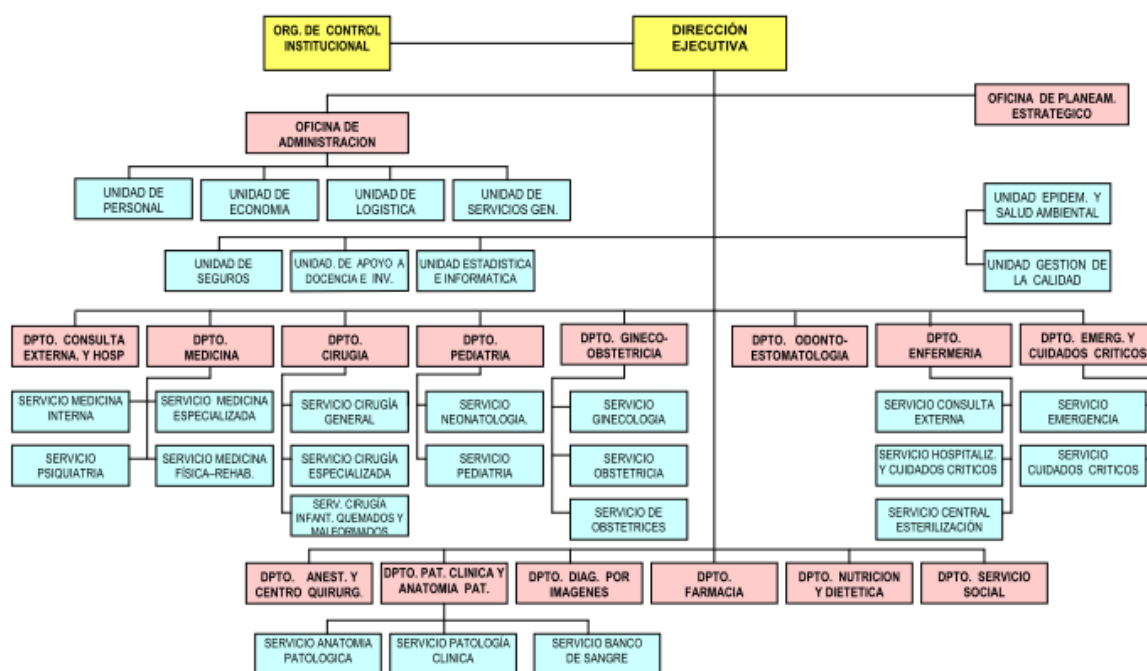 ORG. DE CONTROL
INSTITUCIONAL
DIRECCIÓN
EJECUTIVA
OFICINA DE PLANEAM.
ESTRATEGICO
OFICINA DE
ADMINISTRACION
UNIDAD DE
PERSONAL
UNIDAD DE
ECONOMIA
UNIDAD DE
LOGISTICA
UNIDAD DE
SERVICIOS GEN.
UNIDAD EPIDEM. Y
SALUD AMBIENTAL
UNIDAD DE
SEGUROS
UNIDAD. DE APOYO A
DOCENCIA E INV.
UNIDAD ESTADISTICA
E INFORMATICA
UNIDAD GESTION DE
LA CALIDAD
DPTO. CONSULTA
EXTERNA. Y HOSP
DPTO.
MEDICINA
DPTO.
CIRUGIA
DPTO.
PEDIATRIA
DPTO. GINECO-
OBSTETRICIA
DPTO. ODONTO-
ESTOMATOLOGIA
DPTO.
ENFERMERIA
DPTO. EMERG. Y
CUIDADOS CRITICOS
SERVICIO MEDICINA
INTERNA
SERVICIO MEDICINA
ESPECIALIZADA
SERVICIO CIRUGÍA
GENERAL
SERVICIO
NEONATOLOGIA.
SERVICIO
GINECOLOGIA
SERVICIO CONSULTA
EXTERNA
SERVICIO
EMERGENCIA
SERVICIO
PSIQUIATRIA
SERVICIO MEDICINA
FÍSICA–REHAB.
SERVICIO CIRUGÍA
ESPECIALIZADA
SERVICIO
PEDIATRIA
SERVICIO
OBSTETRICIA
SERVICIO HOSPITALIZ.
Y CUIDADOS CRITICOS
SERVICIO
CUIDADOS CRITICOS
SERV. CIRUGÍA
INFANT. QUEMADOS Y
MALFORMADOS
SERVICIO DE
OBSTETRICES
SERVICIO CENTRAL
ESTERILIZACIÓN
DPTO. ANEST. Y
CENTRO QUIRURG.
DPTO. PAT. CLINICA Y
ANATOMIA PAT.
DPTO. DIAG. POR
IMAGENES
DPTO.
FARMACIA
DPTO. NUTRICION
Y DIETETICA
DPTO. SERVICIO
SOCIAL
SERVICIO ANATOMIA
PATOLOGICA
SERVICIO PATOLOGÍA
CLINICA
SERVICIO BANCO
DE SANGRE